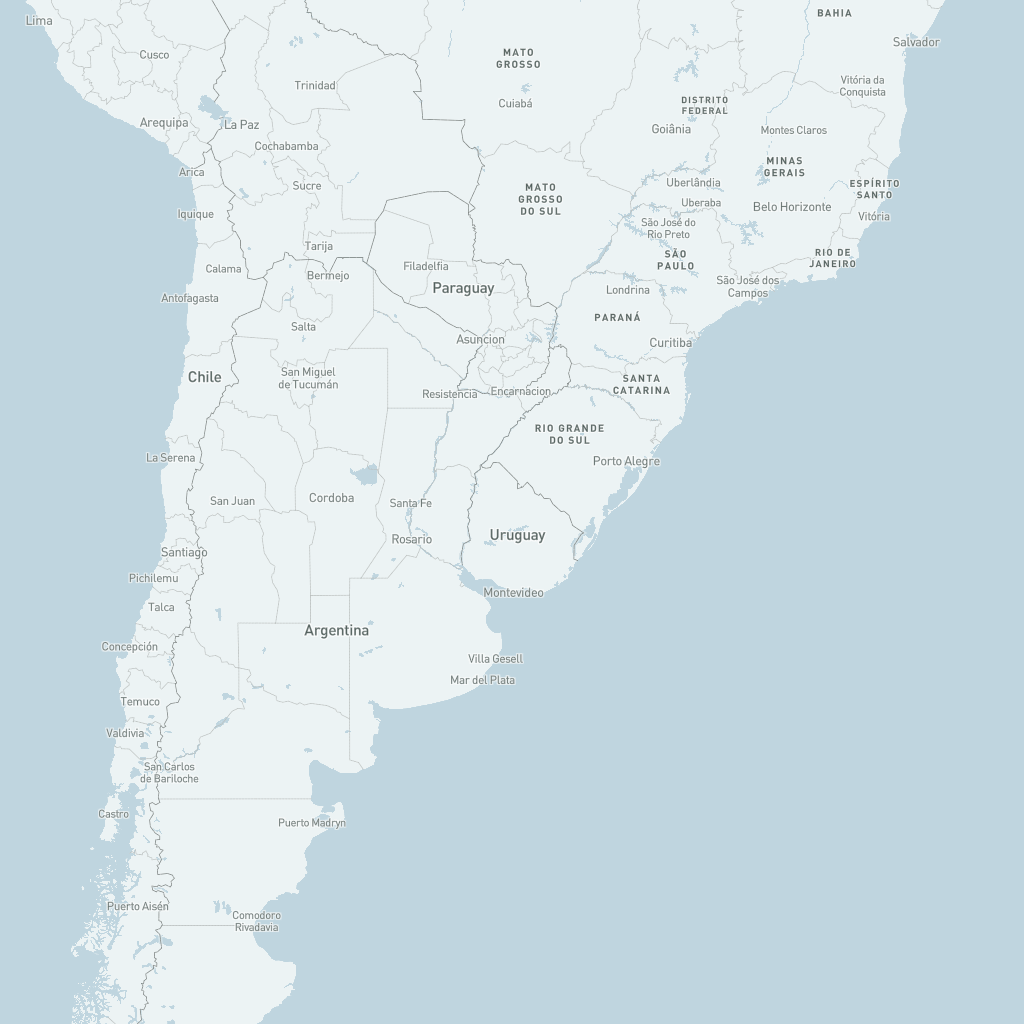 BAHIA
Lima
Salvador
Cusco
MATO
GROSSO
Trinidad
Vitória da
Conquista
Cuiabá
DISTRITO
FEDERAL
Arequipa
La Paz
Goiânia
Montes Claros
Cochabamba
MINAS
GERAIS
Arica
Sucre
MATO
GROSSO
DO SUL
Uberlândia
ESPÍRITO
SANTO
Uberaba
Belo Horizonte
Iquique
Vitória
São José do
Rio Preto
Tarija
SÃO
PAULO
RIO DE
JANEIRO
Calama
Bermejo
Filadelfia
Paraguay
São José dos
Campos
Antofagasta
Londrina
Salta
PARANÁ
Asuncion
Curitiba
Chile
San Miguel
de Tucumán
SANTA
CATARINA
Resistencia
Encarnacion
RIO GRANDE
DO SUL
La Serena
Porto Alegre
San Juan
Cordoba
Santa Fe
Rosario
Uruguay
Santiago
Pichilemu
Montevideo
Talca
Argentina
Concepción
Villa Gesell
Mar del Plata
Temuco
Valdivia
San Carlos
de Bariloche
Castro
Puerto Madryn
Puerto Aisén
Comodoro
Rivadavia